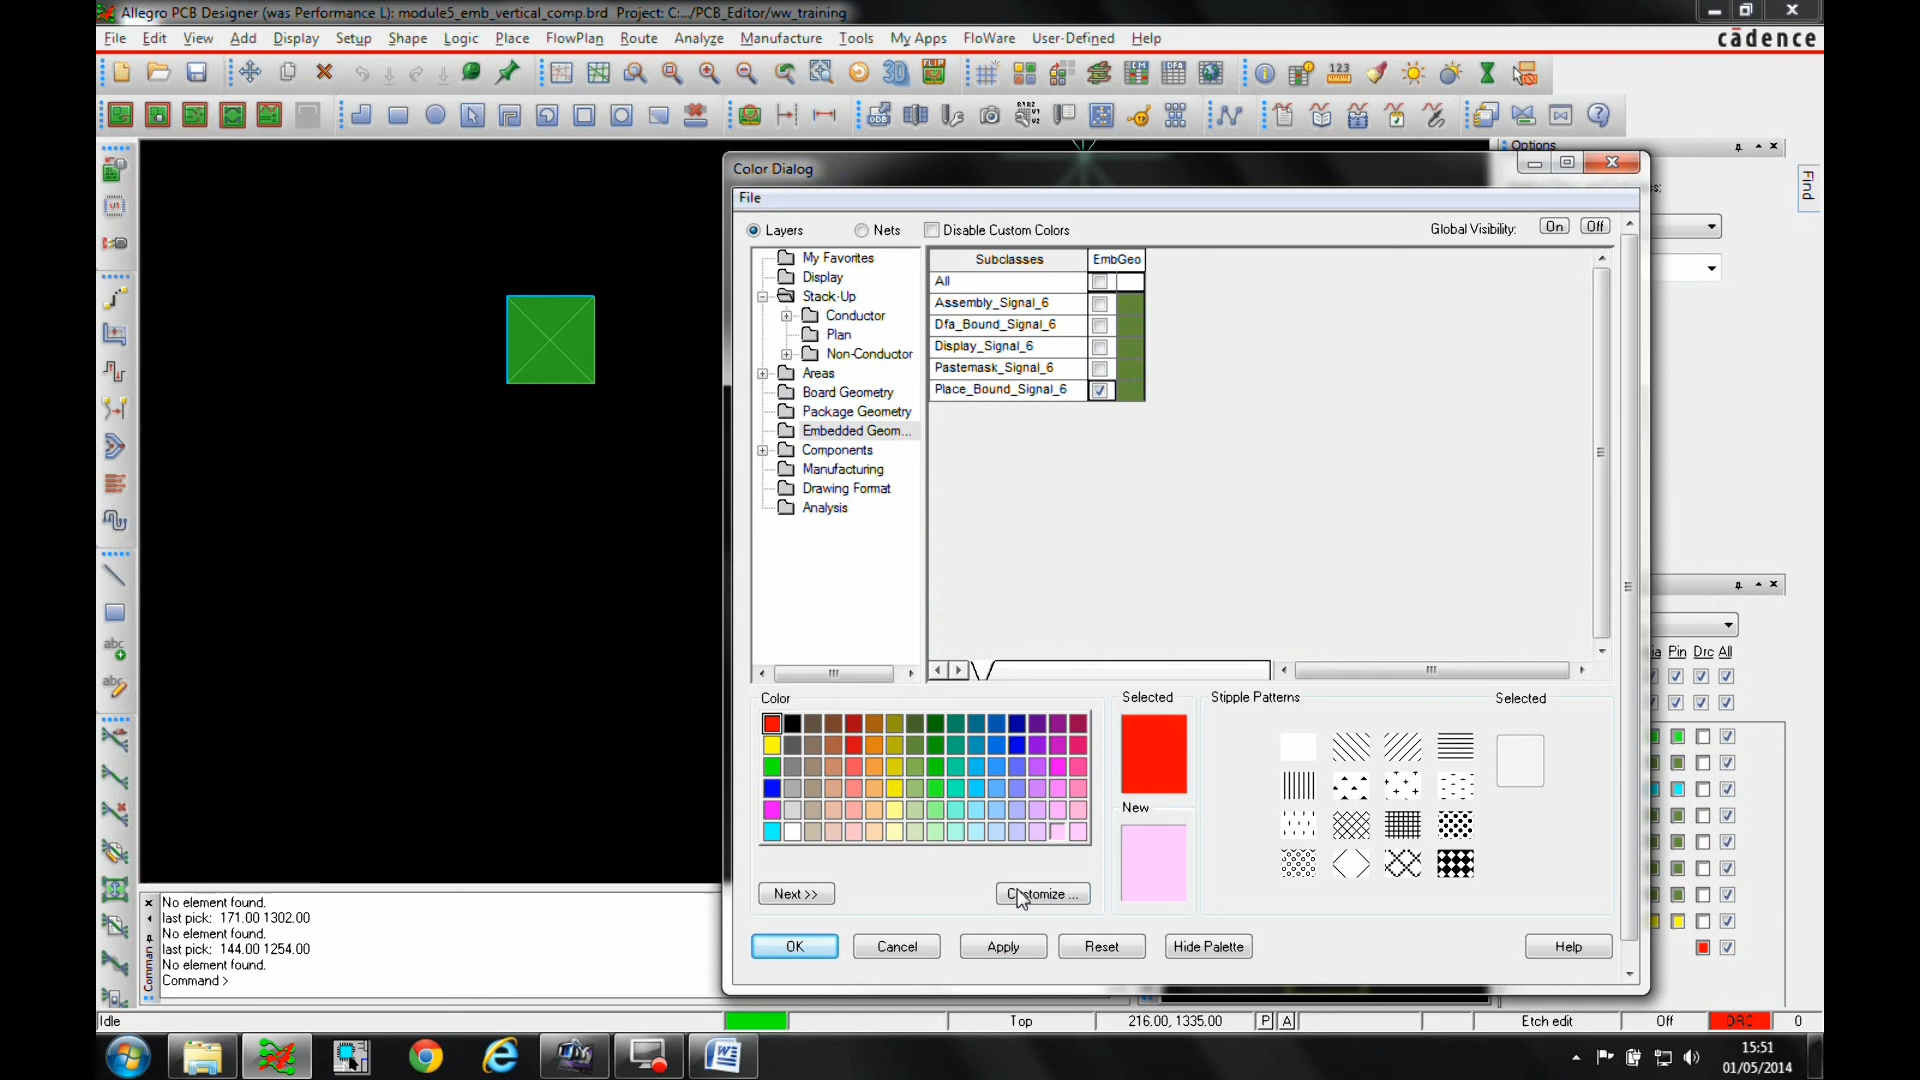 Allegro PCB Designer (was Performance L): module5_emb_vertical_comp.brd  Project: C:.../PCB_Editor/ww_training
File Edit View Add Display Setup Shape Logic Place FlowPlan Route Analyze Manufacture Tools My Apps FloWare User-Defined Help
cādence
Options
Find
Color Dialog
File
Layers Nets Disable Custom Colors Global Visibility: On Off
My Favorites
Display
Stack-Up
Conductor
Plan
Non-Conductor
Areas
Board Geometry
Package Geometry
Embedded Geom...
Components
Manufacturing
Drawing Format
Analysis
Subclasses EmbGeo
All
Assembly_Signal_6
Dfa_Bound_Signal_6
Display_Signal_6
Pastemask_Signal_6
Place_Bound_Signal_6
Pin Drc All
Color Selected Stipple Patterns Selected
New
Next >> Customize ...
OK Cancel Apply Reset Hide Palette Help
No element found.
last pick:  171.00 1302.00
No element found.
last pick:  144.00 1254.00
No element found.
Command >
Idle Top 216.00, 1335.00 P A Etch edit Off DRC 0
15:51
01/05/2014